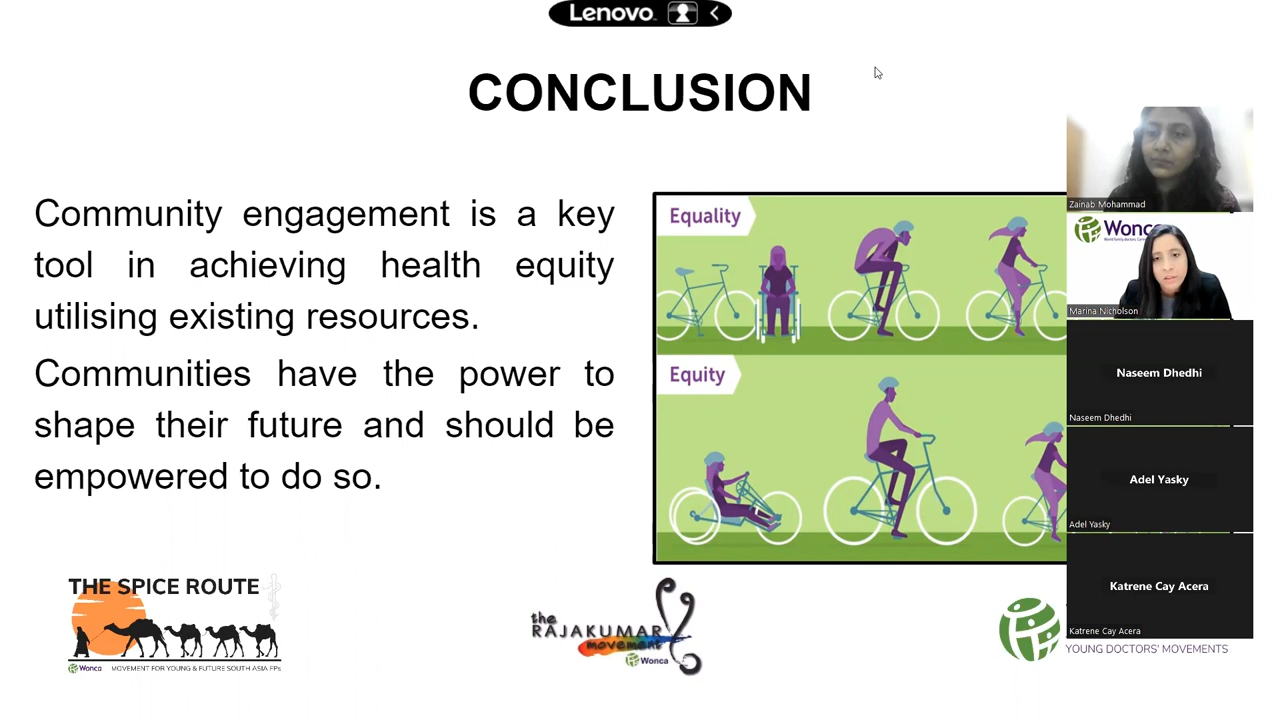 Lenovo
CONCLUSION
Community engagement is a key
tool in achieving health equity
utilising existing resources.
Communities have the power to
shape their future and should be
empowered to do so.
Equality
Equity
Zainab Mohammad
Wonca
Marina Nicholson
Naseem Dhedhi
Naseem Dhedhi
Adel Yasky
Adel Yasky
Katrene Cay Acera
Katrene Cay Acera
THE SPICE ROUTE
Wonca MOVEMENT FOR YOUNG & FUTURE SOUTH ASIA FPs
the
RAJAKUMAR
movement
Wonca
YOUNG DOCTORS' MOVEMENTS